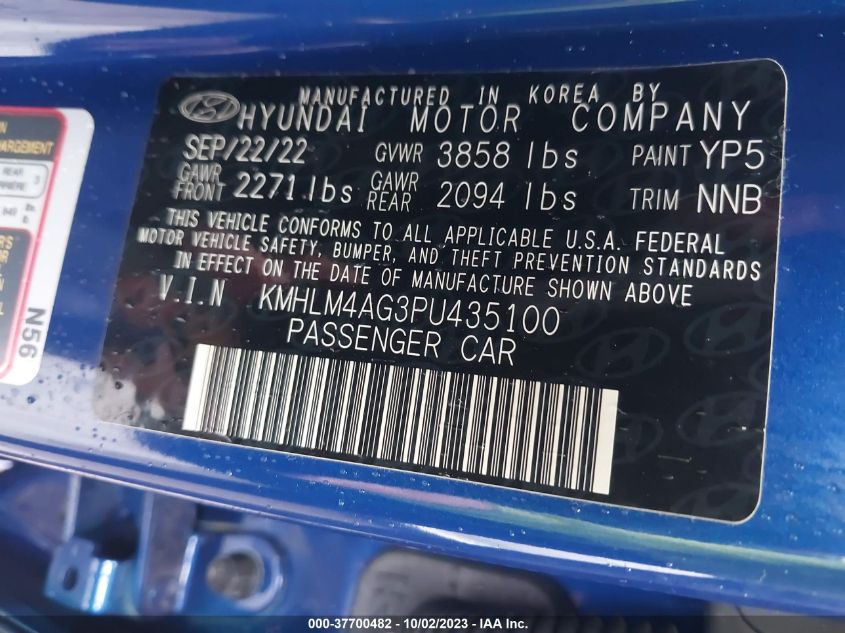 MANUFACTURED IN KOREA BY
HYUNDAI MOTOR COMPANY
SEP/22/22 GVWR 3858 lbs PAINT YP5
GAWR FRONT 2271 lbs GAWR REAR 2094 lbs TRIM NNB
THIS VEHICLE CONFORMS TO ALL APPLICABLE U.S.A. FEDERAL
MOTOR VEHICLE SAFETY, BUMPER, AND THEFT PREVENTION STANDARDS
IN EFFECT ON THE DATE OF MANUFACTURE SHOWN ABOVE
V.I.N KMHLM4AG3PU435100
PASSENGER CAR
REAR
N56
000-37700482 - 10/02/2023 - IAAI.com